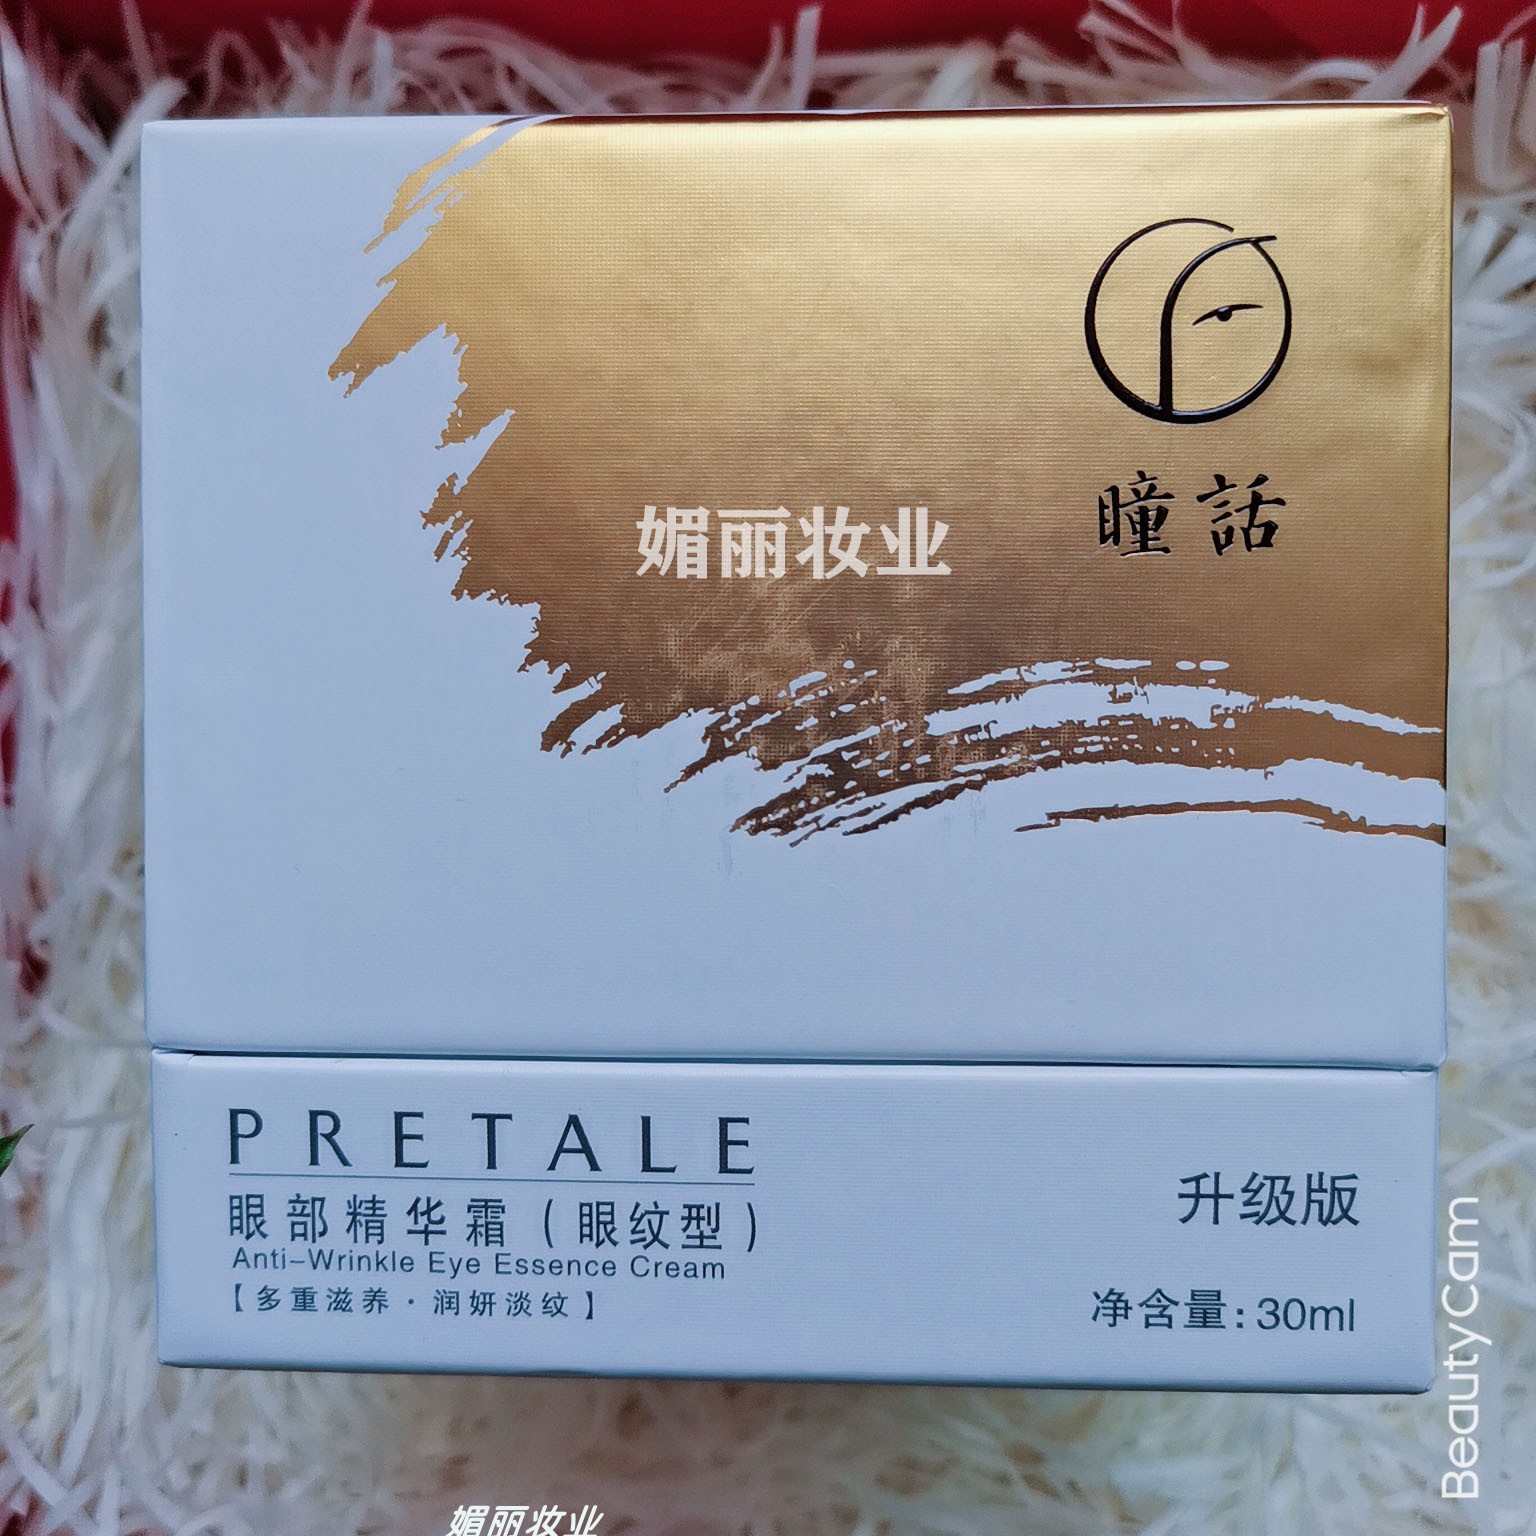 瞳話
媚丽妆业
PRETALE
眼部精华霜（眼纹型）
Anti-Wrinkle Eye Essence Cream
【多重滋养·润妍淡纹】
升级版
净含量:30ml
BeautyCam
媚丽妆业